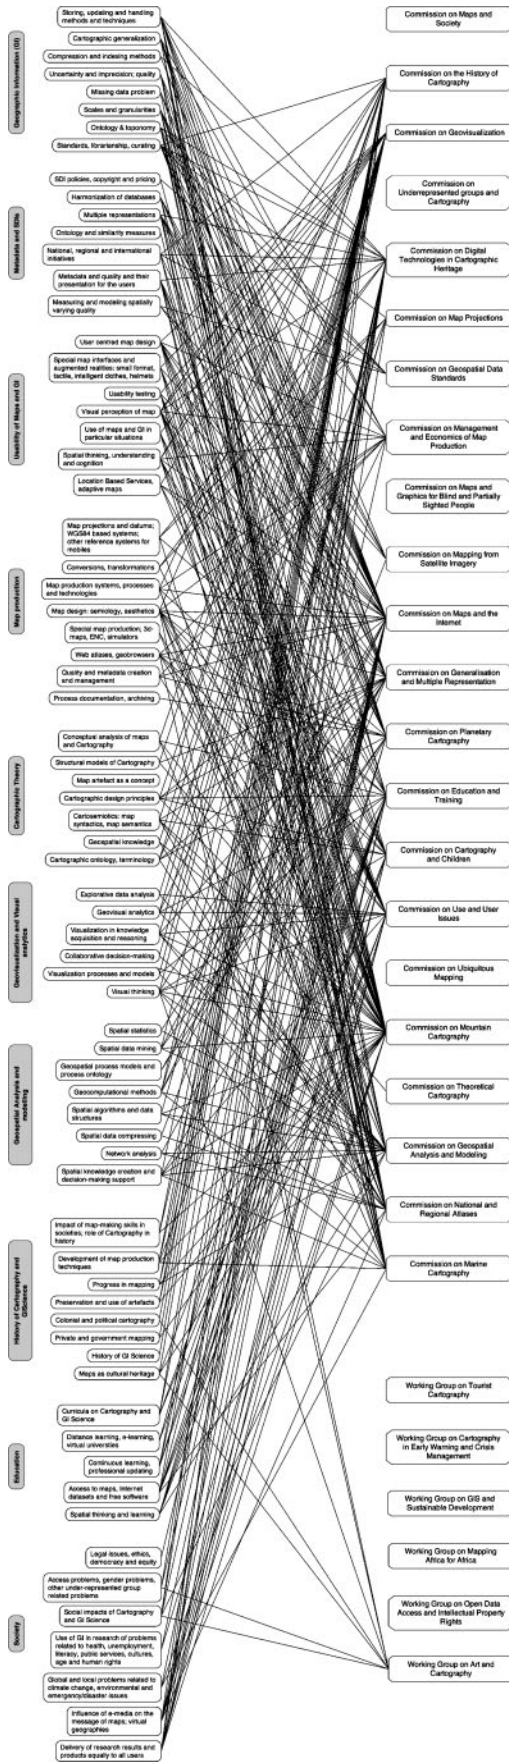 Geographic Information (GI)
Storing, updating and handling
methods and techniques
Cartographic generalization
Compression and indexing methods
Uncertainty and imprecision; quality
Missing data problem
Scales and granularities
Ontology & toponomy
Standards, librarianship, curating
Metadata and SDIs
SDI policies, copyright and pricing
Harmonization of databases
Multiple representations
Ontology and similarity measures
National, regional and international
initiatives
Metadata and quality and their
presentation for the users
Measuring and modeling spatially
varying quality
Usability of Maps and GI
User centred map design
Special map interfaces and
augmented realities: small format,
tactile, intelligent clothes, helmets
Usability testing
Visual perception of map
Use of maps and GI in
particular situations
Spatial thinking, understanding
and cognition
Location Based Services,
adaptive maps
Map production
Map projections and datums;
WGS84 based systems;
other reference systems for
mobiles
Conversions, transformations
Map production systems, processes
and technologies
Map design: semiology, aesthetics
Special map production, 3d-
maps, ENC, simulators
Web atlases, geobrowsers
Quality and metadata creation
and management
Process documentation, archiving
Cartographic Theory
Conceptual analysis of maps
and Cartography
Structural models of Cartography
Map artefact as a concept
Cartographic design principles
Cartosemiotics: map
syntactics, map semantics
Geospatial knowledge
Cartographic ontology, terminology
Geovisualization and Visual
analytics
Explorative data analysis
Geovisual analytics
Visualization in knowledge
acquisition and reasoning
Collaborative decision-making
Visualization processes and models
Visual thinking
Geospatial Analysis and
modelling
Spatial statistics
Spatial data mining
Geospatial process models and
process ontology
Geocomputational methods
Spatial algorithms and data
structures
Spatial data compressing
Network analysis
Spatial knowledge creation and
decision-making support
History of Cartography and
GIScience
Impact of map-making skills in
societies; role of Cartography in
history
Development of map production
techniques
Progress in mapping
Preservation and use of artefacts
Colonial and political cartography
Private and government mapping
History of GI Science
Maps as cultural heritage
Education
Curricula on Cartography and
GI Science
Distance learning, e-learning,
virtual universities
Continuous learning,
professional updating
Access to maps, Internet
datasets and free software
Spatial thinking and learning
Society
Legal issues, ethics,
democracy and equity
Access problems, gender problems,
other under-represented group
related problems
Social impacts of Cartography
and GI Science
Use of GI in research of problems
related to health, unemployment,
literacy, public services, cultures,
age and human rights
Global and local problems related to
climate change, environmental and
emergency/disaster issues
Influence of e-media on the
message of maps; virtual
geographies
Delivery of research results and
products equally to all users
Commission on Maps and
Society
Commission on the History of
Cartography
Commission on Geovisualization
Commission on
Underrepresented groups and
Cartography
Commission on Digital
Technologies in Cartographic
Heritage
Commission on Map Projections
Commission on Geospatial Data
Standards
Commission on Management
and Economics of Map
Production
Commission on Maps and
Graphics for Blind and Partially
Sighted People
Commission on Mapping from
Satellite Imagery
Commission on Maps and the
Internet
Commission on Generalisation
and Multiple Representation
Commission on Planetary
Cartography
Commission on Education and
Training
Commission on Cartography
and Children
Commission on Use and User
Issues
Commission on Ubiquitous
Mapping
Commission on Mountain
Cartography
Commission on Theoretical
Cartography
Commission on Geospatial
Analysis and Modeling
Commission on National and
Regional Atlases
Commission on Marine
Cartography
Working Group on Tourist
Cartography
Working Group on Cartography
in Early Warning and Crisis
Management
Working Group on GIS and
Sustainable Development
Working Group on Mapping
Africa for Africa
Working Group on Open Data
Access and Intellectual Property
Rights
Working Group on Art and
Cartography